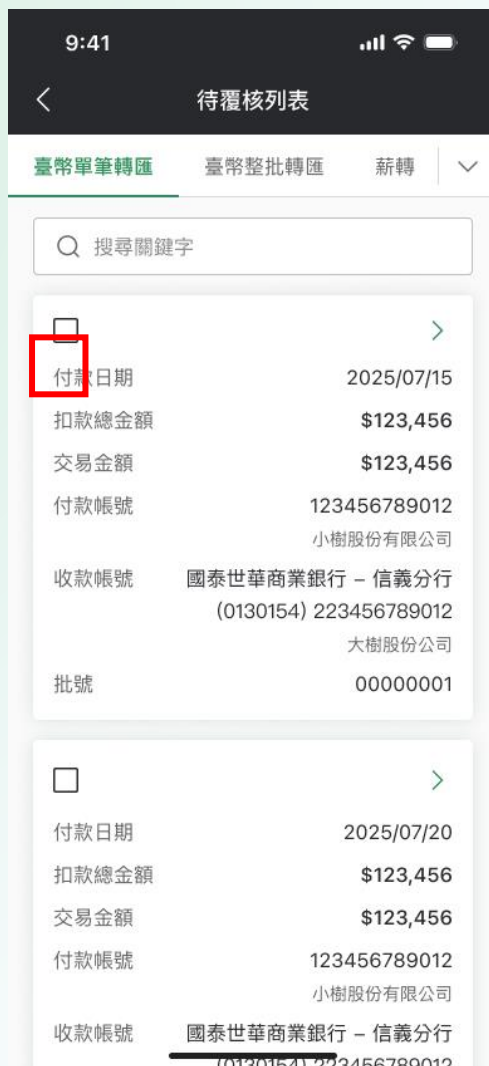 9:41
待覆核列表
臺幣單筆轉匯 臺幣整批轉匯 薪轉
搜尋關鍵字
付款日期 2025/07/15
扣款總金額 $123,456
交易金額 $123,456
付款帳號 123456789012
小樹股份有限公司
收款帳號 國泰世華商業銀行 – 信義分行
(0130154) 223456789012
大樹股份公司
批號 00000001
付款日期 2025/07/20
扣款總金額 $123,456
交易金額 $123,456
付款帳號 123456789012
小樹股份有限公司
收款帳號 國泰世華商業銀行 – 信義分行
(0130154) 223456789012